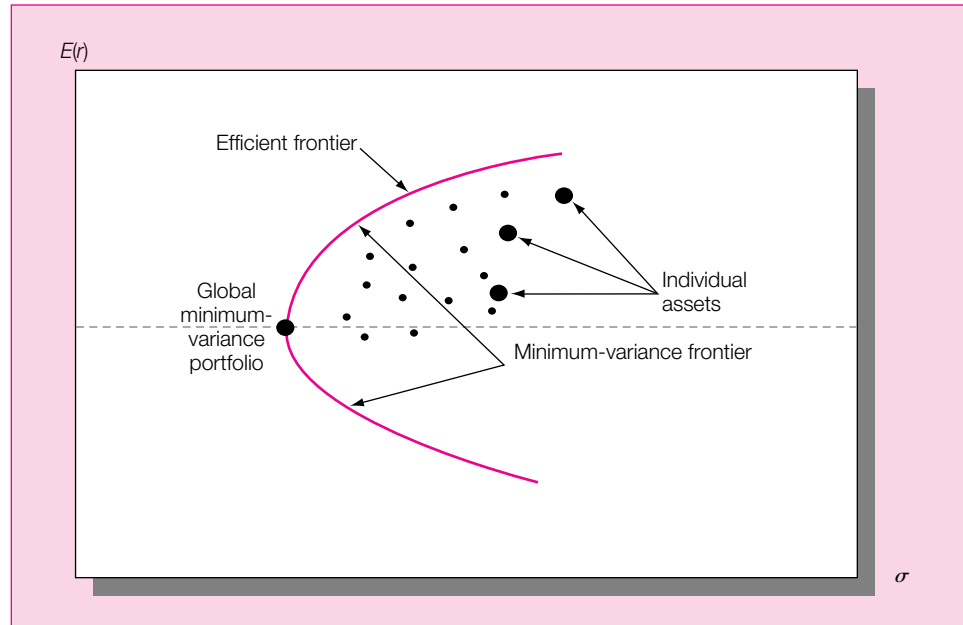 E(r)
Efficient frontier
Global
minimum-
variance
portfolio
Individual
assets
Minimum-variance frontier
σ